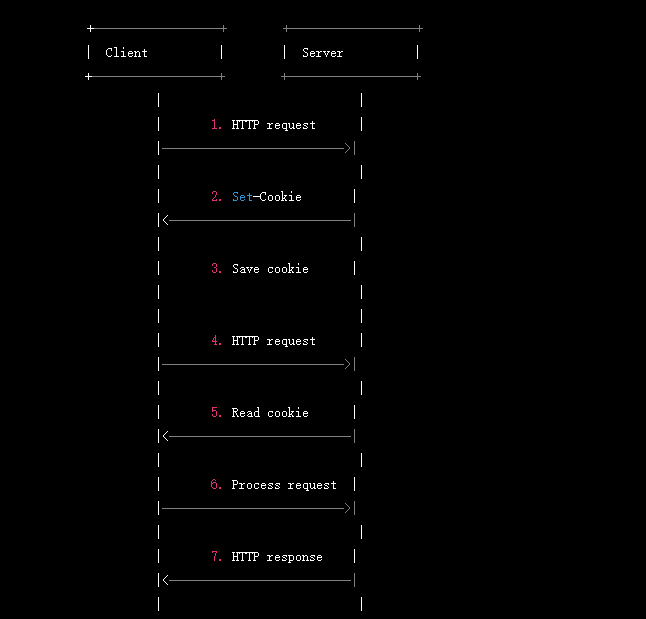 Client Server
1. HTTP request
2. Set-Cookie
3. Save cookie
4. HTTP request
5. Read cookie
6. Process request
7. HTTP response